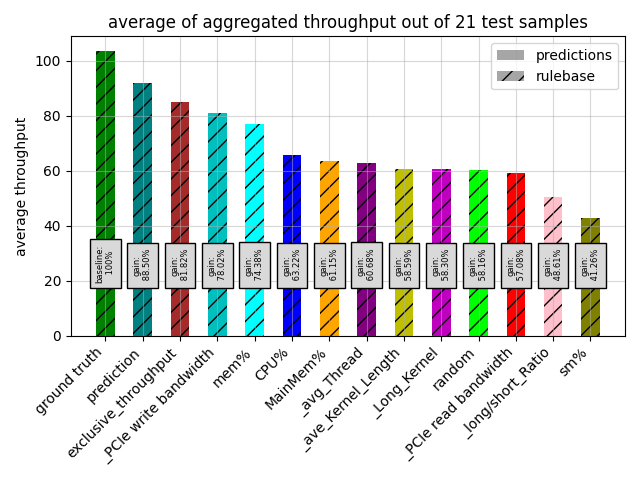 average of aggregated throughput out of 21 test samples
predictions
rulebase
average throughput
100
80
60
40
20
0
baseline:
100%
gain:
88.50%
gain:
81.82%
gain:
78.02%
gain:
74.38%
gain:
63.22%
gain:
61.15%
gain:
60.68%
gain:
58.59%
gain:
58.30%
gain:
58.16%
gain:
57.08%
gain:
48.61%
gain:
41.26%
ground truth
prediction
exclusive_throughput
_PCIe write bandwidth
mem%
CPU%
MainMem%
_avg_Thread
_ave_Kernel_Length
_Long_Kernel
random
_PCIe read bandwidth
_long/short_Ratio
sm%